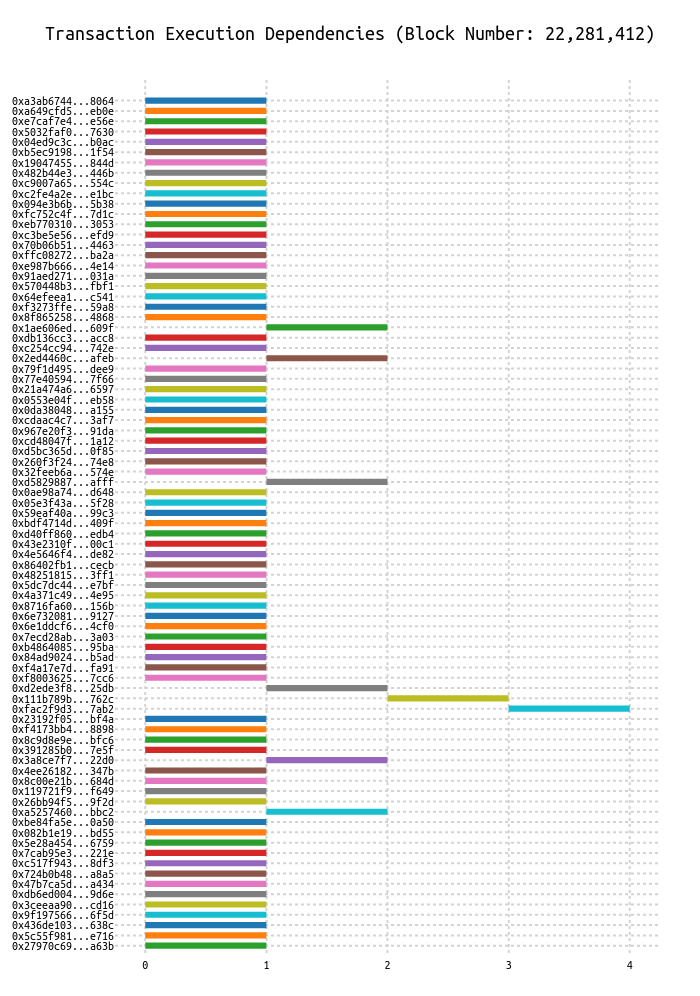 Transaction Execution Dependencies (Block Number: 22,281,412)
0xa3ab6744...8064
0xa649cfd5...eb0e
0xe7caf7e4...e56e
0x5032faf0...7630
0x04ed9c3c...b0ac
0xb5ec9198...1f54
0x19047455...844d
0x482b44e3...446b
0xc9007a65...554c
0xc2fe4a2e...e1bc
0x094e3b6b...5b38
0xfc752c4f...7d1c
0xeb770310...3053
0xc3be5e56...efd9
0x70b06b51...4463
0xffc08272...ba2a
0xe987b666...4e14
0x91aed271...031a
0x570448b3...fbf1
0x64efeea1...c541
0xf3273ffe...59a8
0x8f865258...4868
0x1ae606ed...609f
0xdb136cc3...acc8
0xc254cc94...742e
0x2ed4460c...afeb
0x79f1d495...dee9
0x77e40594...7f66
0x21a474a6...6597
0x0553e04f...eb58
0x0da38048...a155
0xcdaac4c7...3af7
0x967e20f3...91da
0xcd48047f...1a12
0xd5bc365d...0f85
0x260f3f24...74e8
0x32feeb6a...574e
0xd5829887...afff
0x0ae98a74...d648
0x05e3f43a...5f28
0x59eaf40a...99c3
0xbdf4714d...409f
0xd40ff860...edb4
0x43e2310f...00c1
0x4e5646f4...de82
0x86402fb1...cecb
0x48251815...3ff1
0x5dc7dc44...e7bf
0x4a371c49...4e95
0x8716fa60...156b
0x6e732081...9127
0x6e1ddcf6...4cf0
0x7ecd28ab...3a03
0xb4864085...95ba
0x84ad9024...b5ad
0xf4a17e7d...fa91
0xf8003625...7cc6
0xd2ede3f8...25db
0x111b789b...762c
0xfac2f9d3...7ab2
0x23192f05...bf4a
0xf4173bb4...8898
0x8c9d8e9e...bfc6
0x391285b0...7e5f
0x3a8ce7f7...22d0
0x4ee26182...347b
0x8c00e21b...684d
0x119721f9...f649
0x26bb94f5...9f2d
0xa5257460...bbc2
0xbe84fa5e...0a50
0x082b1e19...bd55
0x5e28a454...6759
0x7cab95e3...221e
0xc517f943...8df3
0x724b0b48...a8a5
0x47b7ca5d...a434
0xdb6ed004...9d6e
0x3ceeaa90...cd16
0x9f197566...6f5d
0x436de103...638c
0x5c55f981...e716
0x27970c69...a63b
0 1 2 3 4